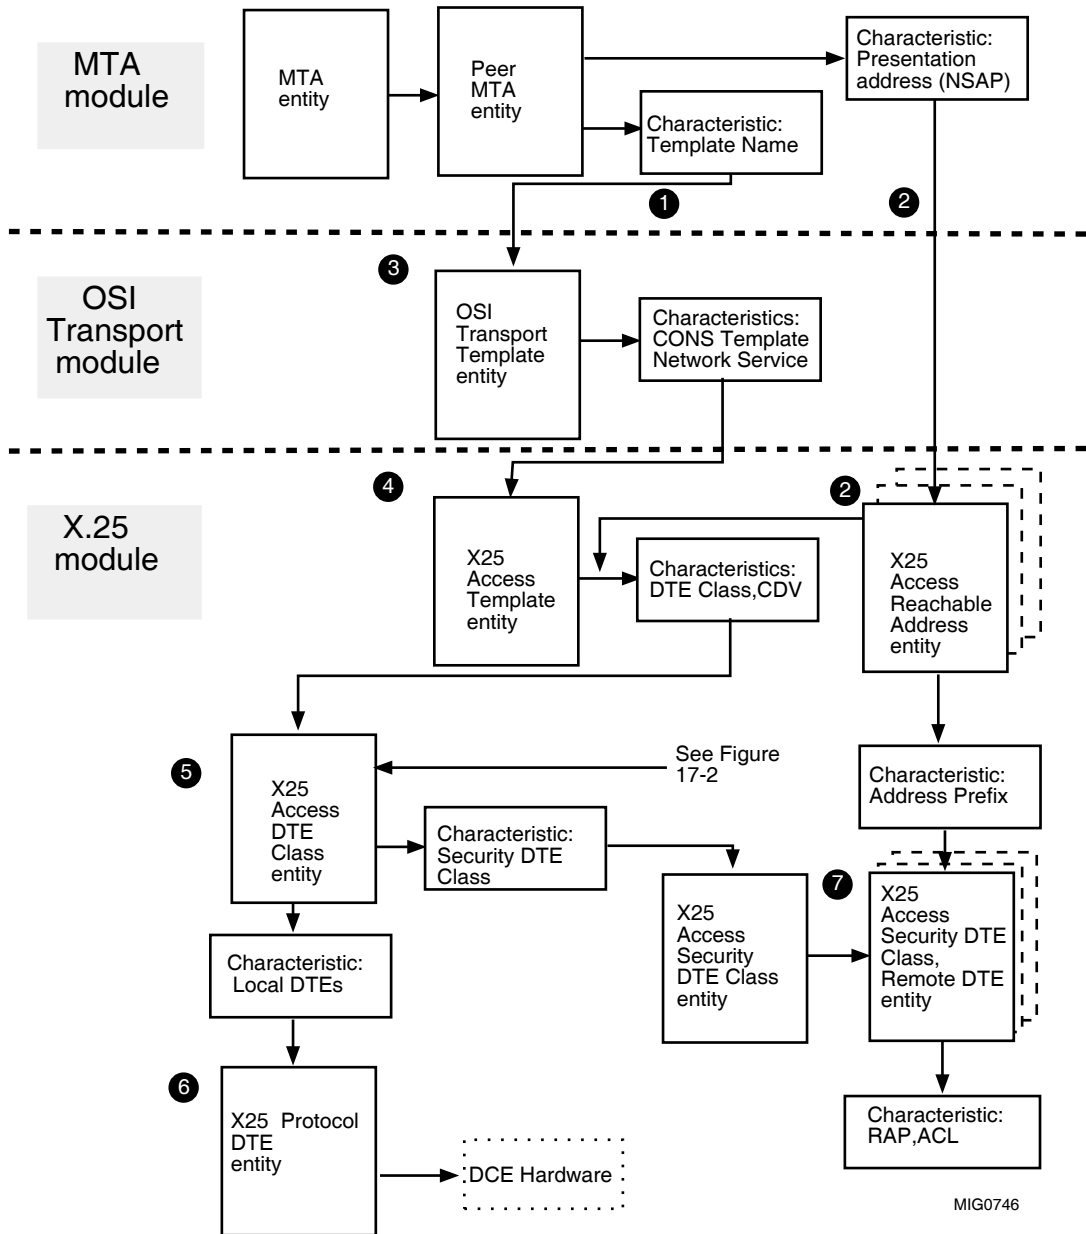 MTA
module
MTA
entity
Peer
MTA
entity
Characteristic:
Presentation
address (NSAP)
Characteristic:
Template Name
1
2
3
OSI
Transport
module
OSI
Transport
Template
entity
Characteristics:
CONS Template
Network Service
4
2
X.25
module
X25
Access
Template
entity
Characteristics:
DTE Class,CDV
X25
Access
Reachable
Address
entity
5
X25
Access
DTE
Class
entity
See Figure
17-2
Characteristic:
Address Prefix
Characteristic:
Security DTE
Class
7
X25
Access
Security
DTE Class
entity
X25
Access
Security DTE
Class,
Remote DTE
entity
Characteristic:
Local DTEs
6
X25 Protocol
DTE
entity
DCE Hardware
Characteristic:
RAP,ACL
MIG0746